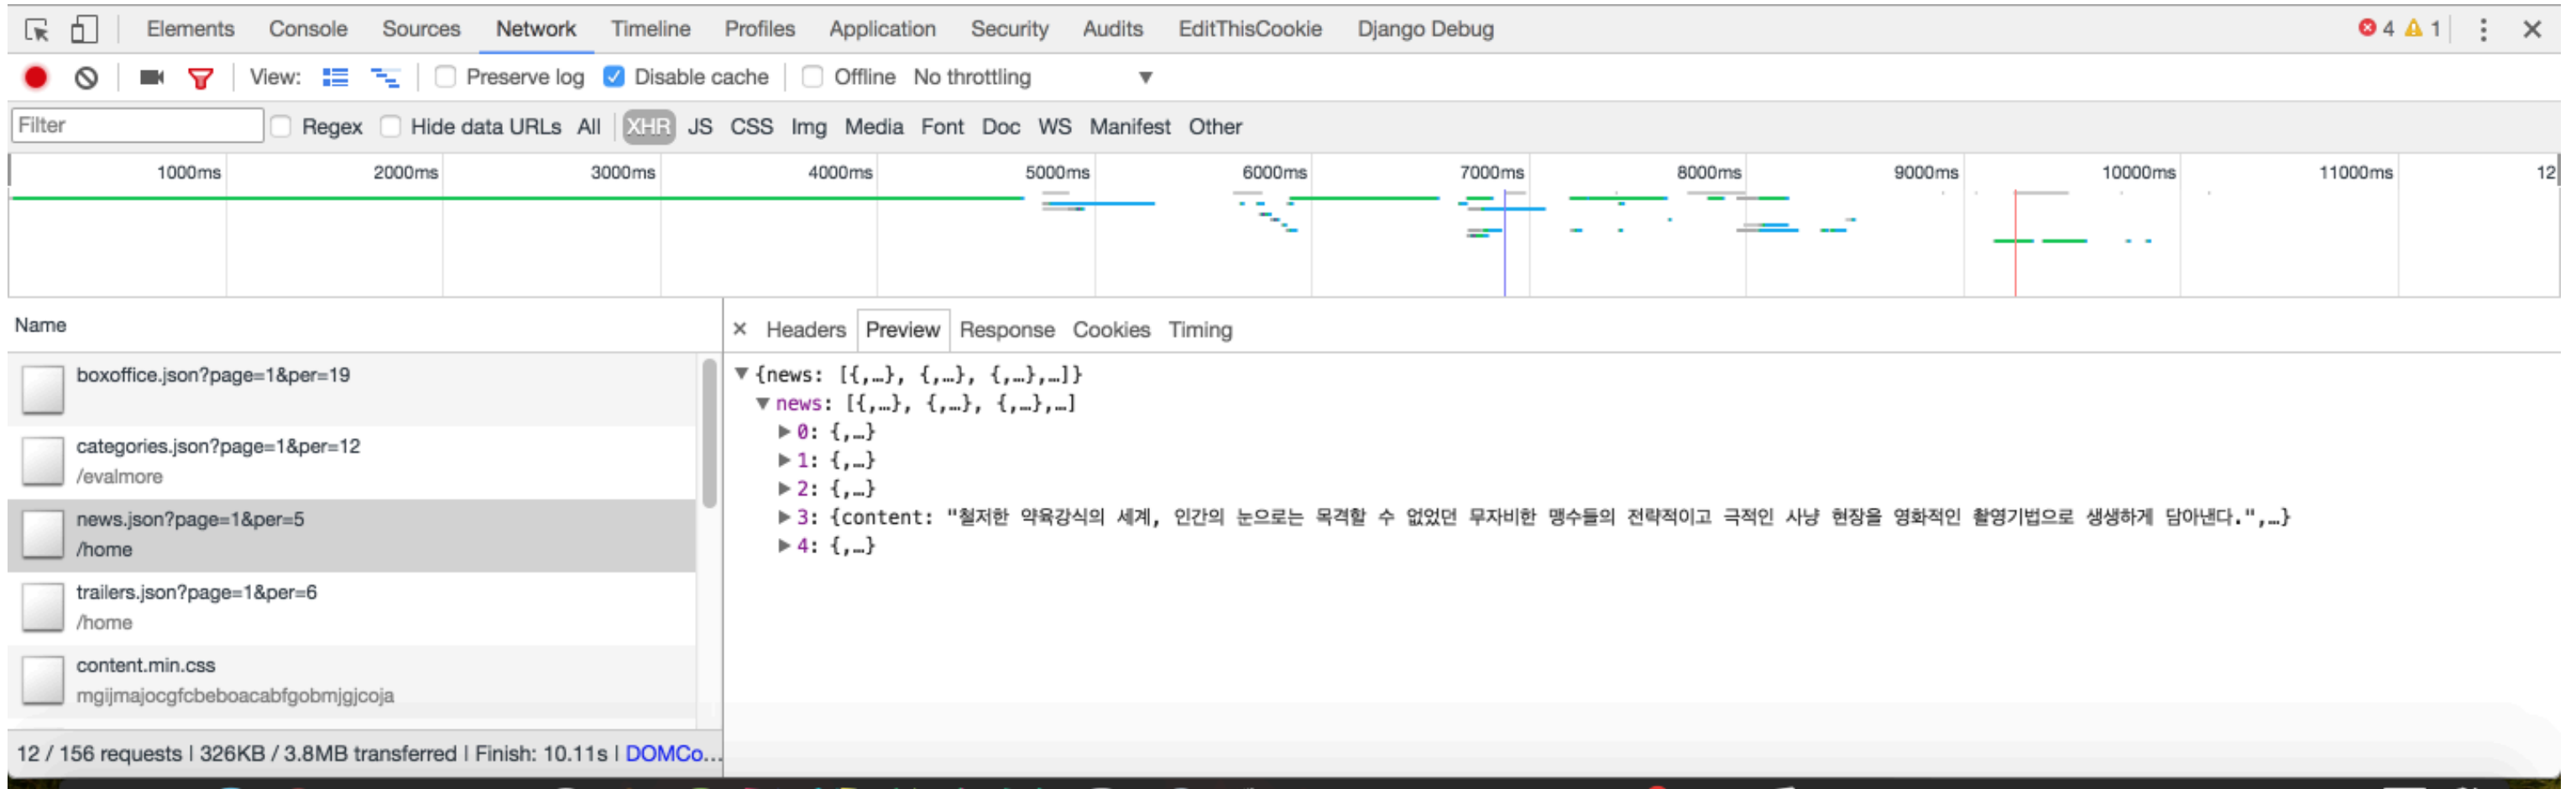 Elements Console Sources Network Timeline Profiles Application Security Audits EditThisCookie Django Debug 4 1
View: Preserve log Disable cache Offline No throttling
Filter Regex Hide data URLs All XHR JS CSS Img Media Font Doc WS Manifest Other
1000ms 2000ms 3000ms 4000ms 5000ms 6000ms 7000ms 8000ms 9000ms 10000ms 11000ms 12
Name
boxoffice.json?page=1&per=19
categories.json?page=1&per=12
/evalmore
news.json?page=1&per=5
/home
trailers.json?page=1&per=6
/home
content.min.css
mgijmajocgfcbeboacabfgobmjgjcoja
12 / 156 requests | 326KB / 3.8MB transferred | Finish: 10.11s | DOMCo...
× Headers Preview Response Cookies Timing
▼{news: [{,…}, {,…}, {,…},…]}
▼news: [{,…}, {,…}, {,…},…]
▶0: {,…}
▶1: {,…}
▶2: {,…}
▶3: {content: "철저한 약육강식의 세계, 인간의 눈으로는 목격할 수 없었던 무자비한 맹수들의 전략적이고 극적인 사냥 현장을 영화적인 촬영기법으로 생생하게 담아낸다.",…}
▶4: {,…}